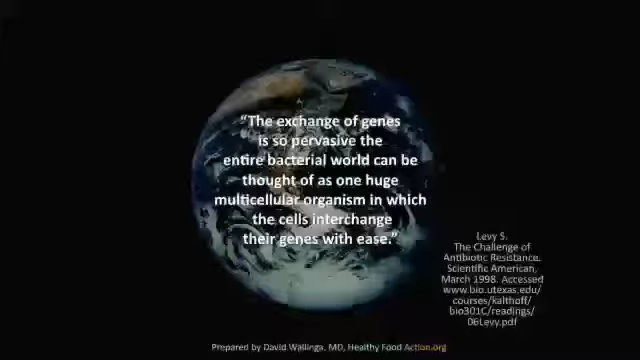 “The exchange of genes
is so pervasive the
entire bacterial world can be
thought of as one huge
multicellular organism in which
the cells interchange
their genes with ease.”
Levy S.
The Challenge of
Antibiotic Resistance.
Scientific American,
March 1998. Accessed
www.bio.utexas.edu/
courses/kalthoff/
bio301C/readings/
06Levy.pdf
Prepared by David Wallinga, MD, Healthy Food Action.org